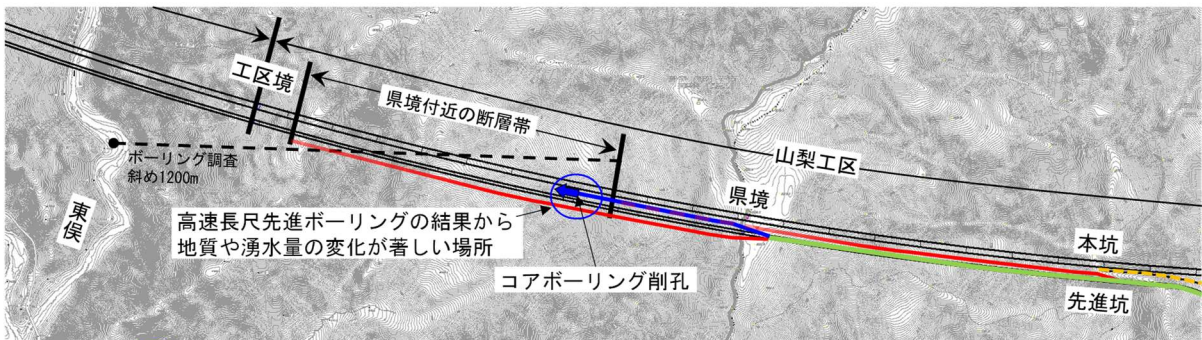 工区境
県境付近の断層帯
山梨工区
ボーリング調査
斜め1200m
県境
東俣
高速長尺先進ボーリングの結果から
地質や湧水量の変化が著しい場所
コアボーリング削孔
本坑
先進坑